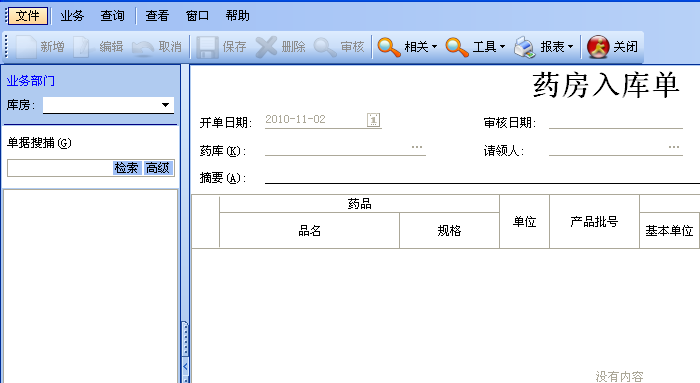 文件 业务 查询 查看 窗口 帮助
新增 编辑 取消 保存 删除 审核 相关 工具 报表 关闭
业务部门
库房:
单据搜捕(G)
检索 高级
药房入库单
开单日期: 2010-11-02 审核日期:
药库(K): ... 请领人: ...
摘要(A):
药品
品名 规格 单位 产品批号 基本单位
没有内容